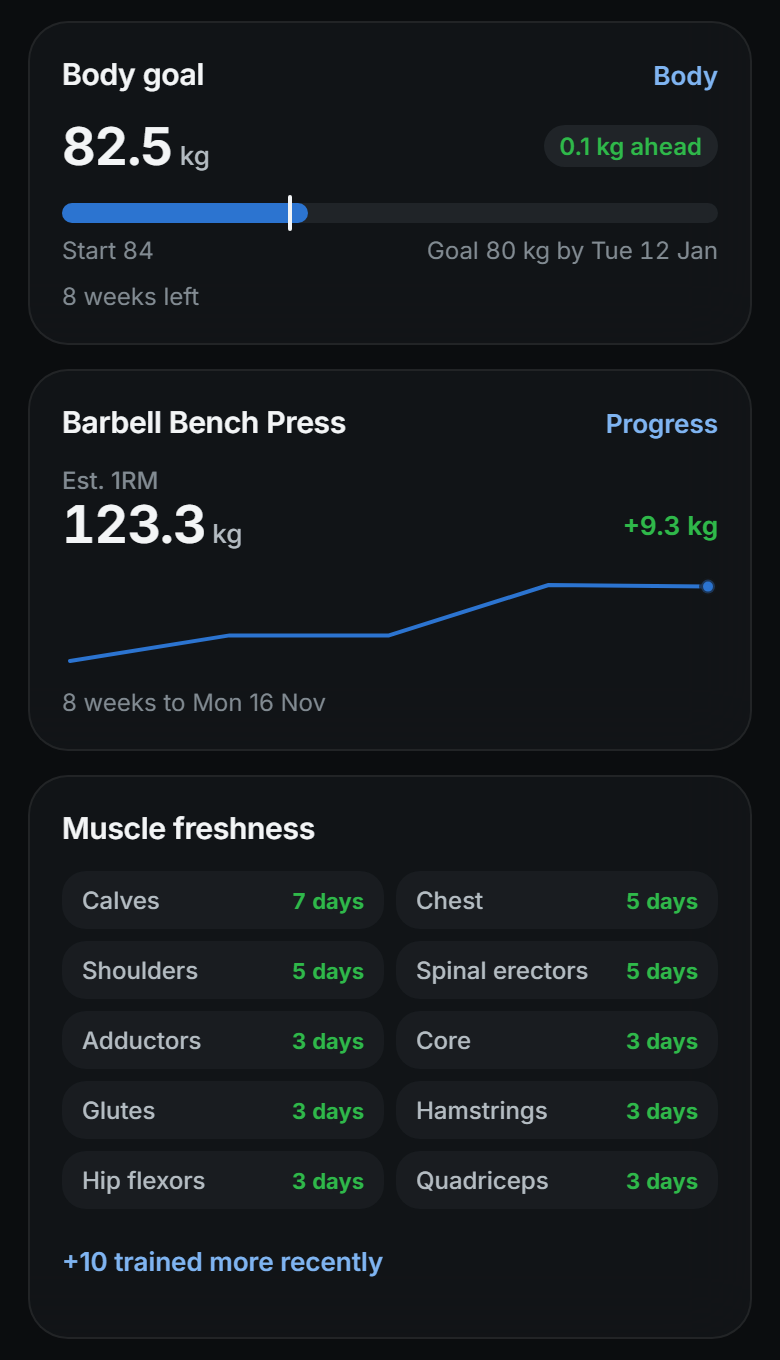 Body goal
Body
82.5 kg
0.1 kg ahead
Start 84
Goal 80 kg by Tue 12 Jan
8 weeks left
Barbell Bench Press
Progress
Est. 1RM
123.3 kg
+9.3 kg
8 weeks to Mon 16 Nov
Muscle freshness
Calves 7 days
Chest 5 days
Shoulders 5 days
Spinal erectors 5 days
Adductors 3 days
Core 3 days
Glutes 3 days
Hamstrings 3 days
Hip flexors 3 days
Quadriceps 3 days
+10 trained more recently